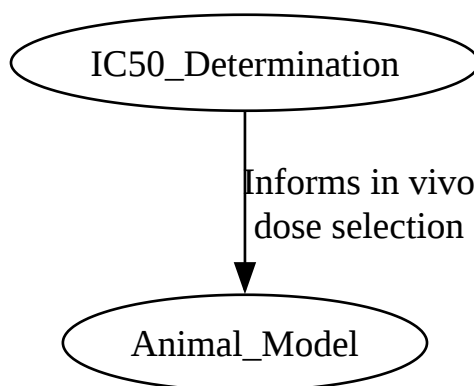 IC50_Determination
Informs in vivo
dose selection
Animal_Model